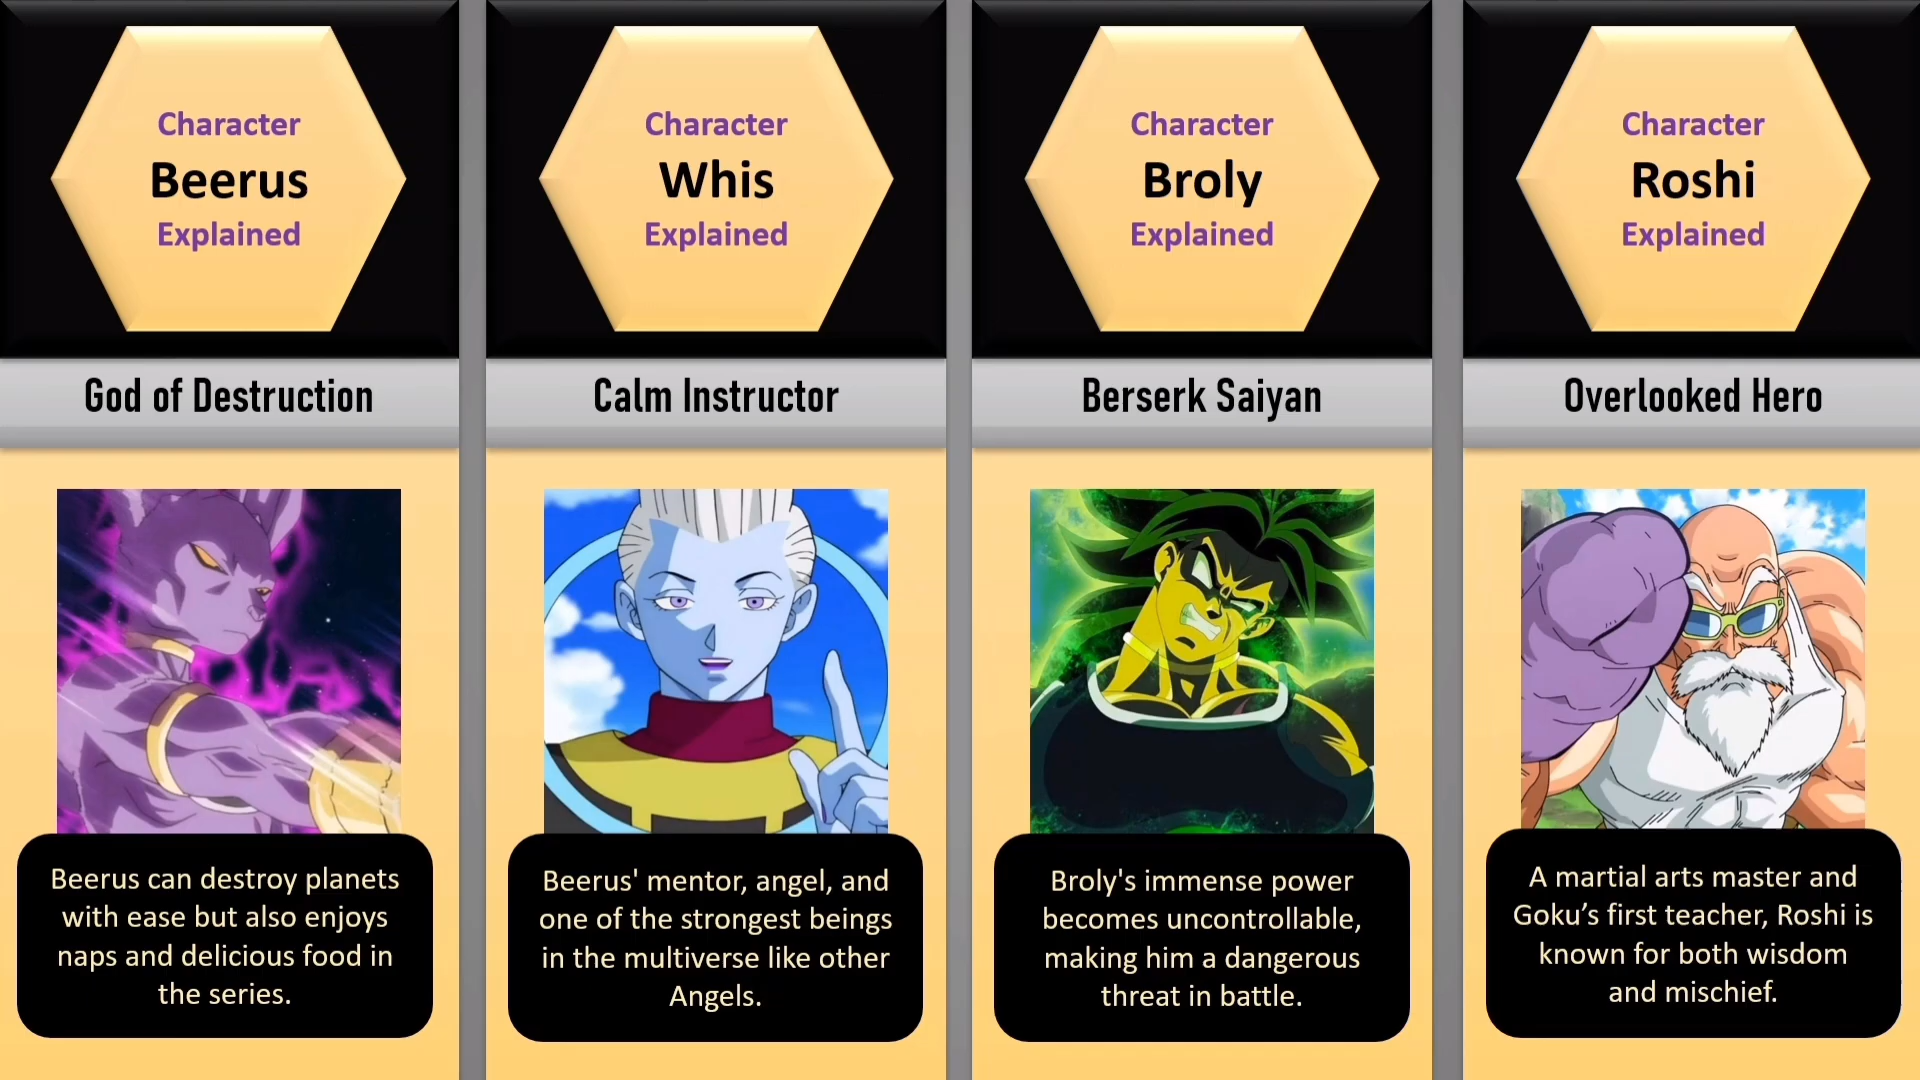 Character
Beerus
Explained
God of Destruction
Beerus can destroy planets
with ease but also enjoys
naps and delicious food in
the series.
Character
Whis
Explained
Calm Instructor
Beerus' mentor, angel, and
one of the strongest beings
in the multiverse like other
Angels.
Character
Broly
Explained
Berserk Saiyan
Broly's immense power
becomes uncontrollable,
making him a dangerous
threat in battle.
Character
Roshi
Explained
Overlooked Hero
A martial arts master and
Goku’s first teacher, Roshi is
known for both wisdom
and mischief.